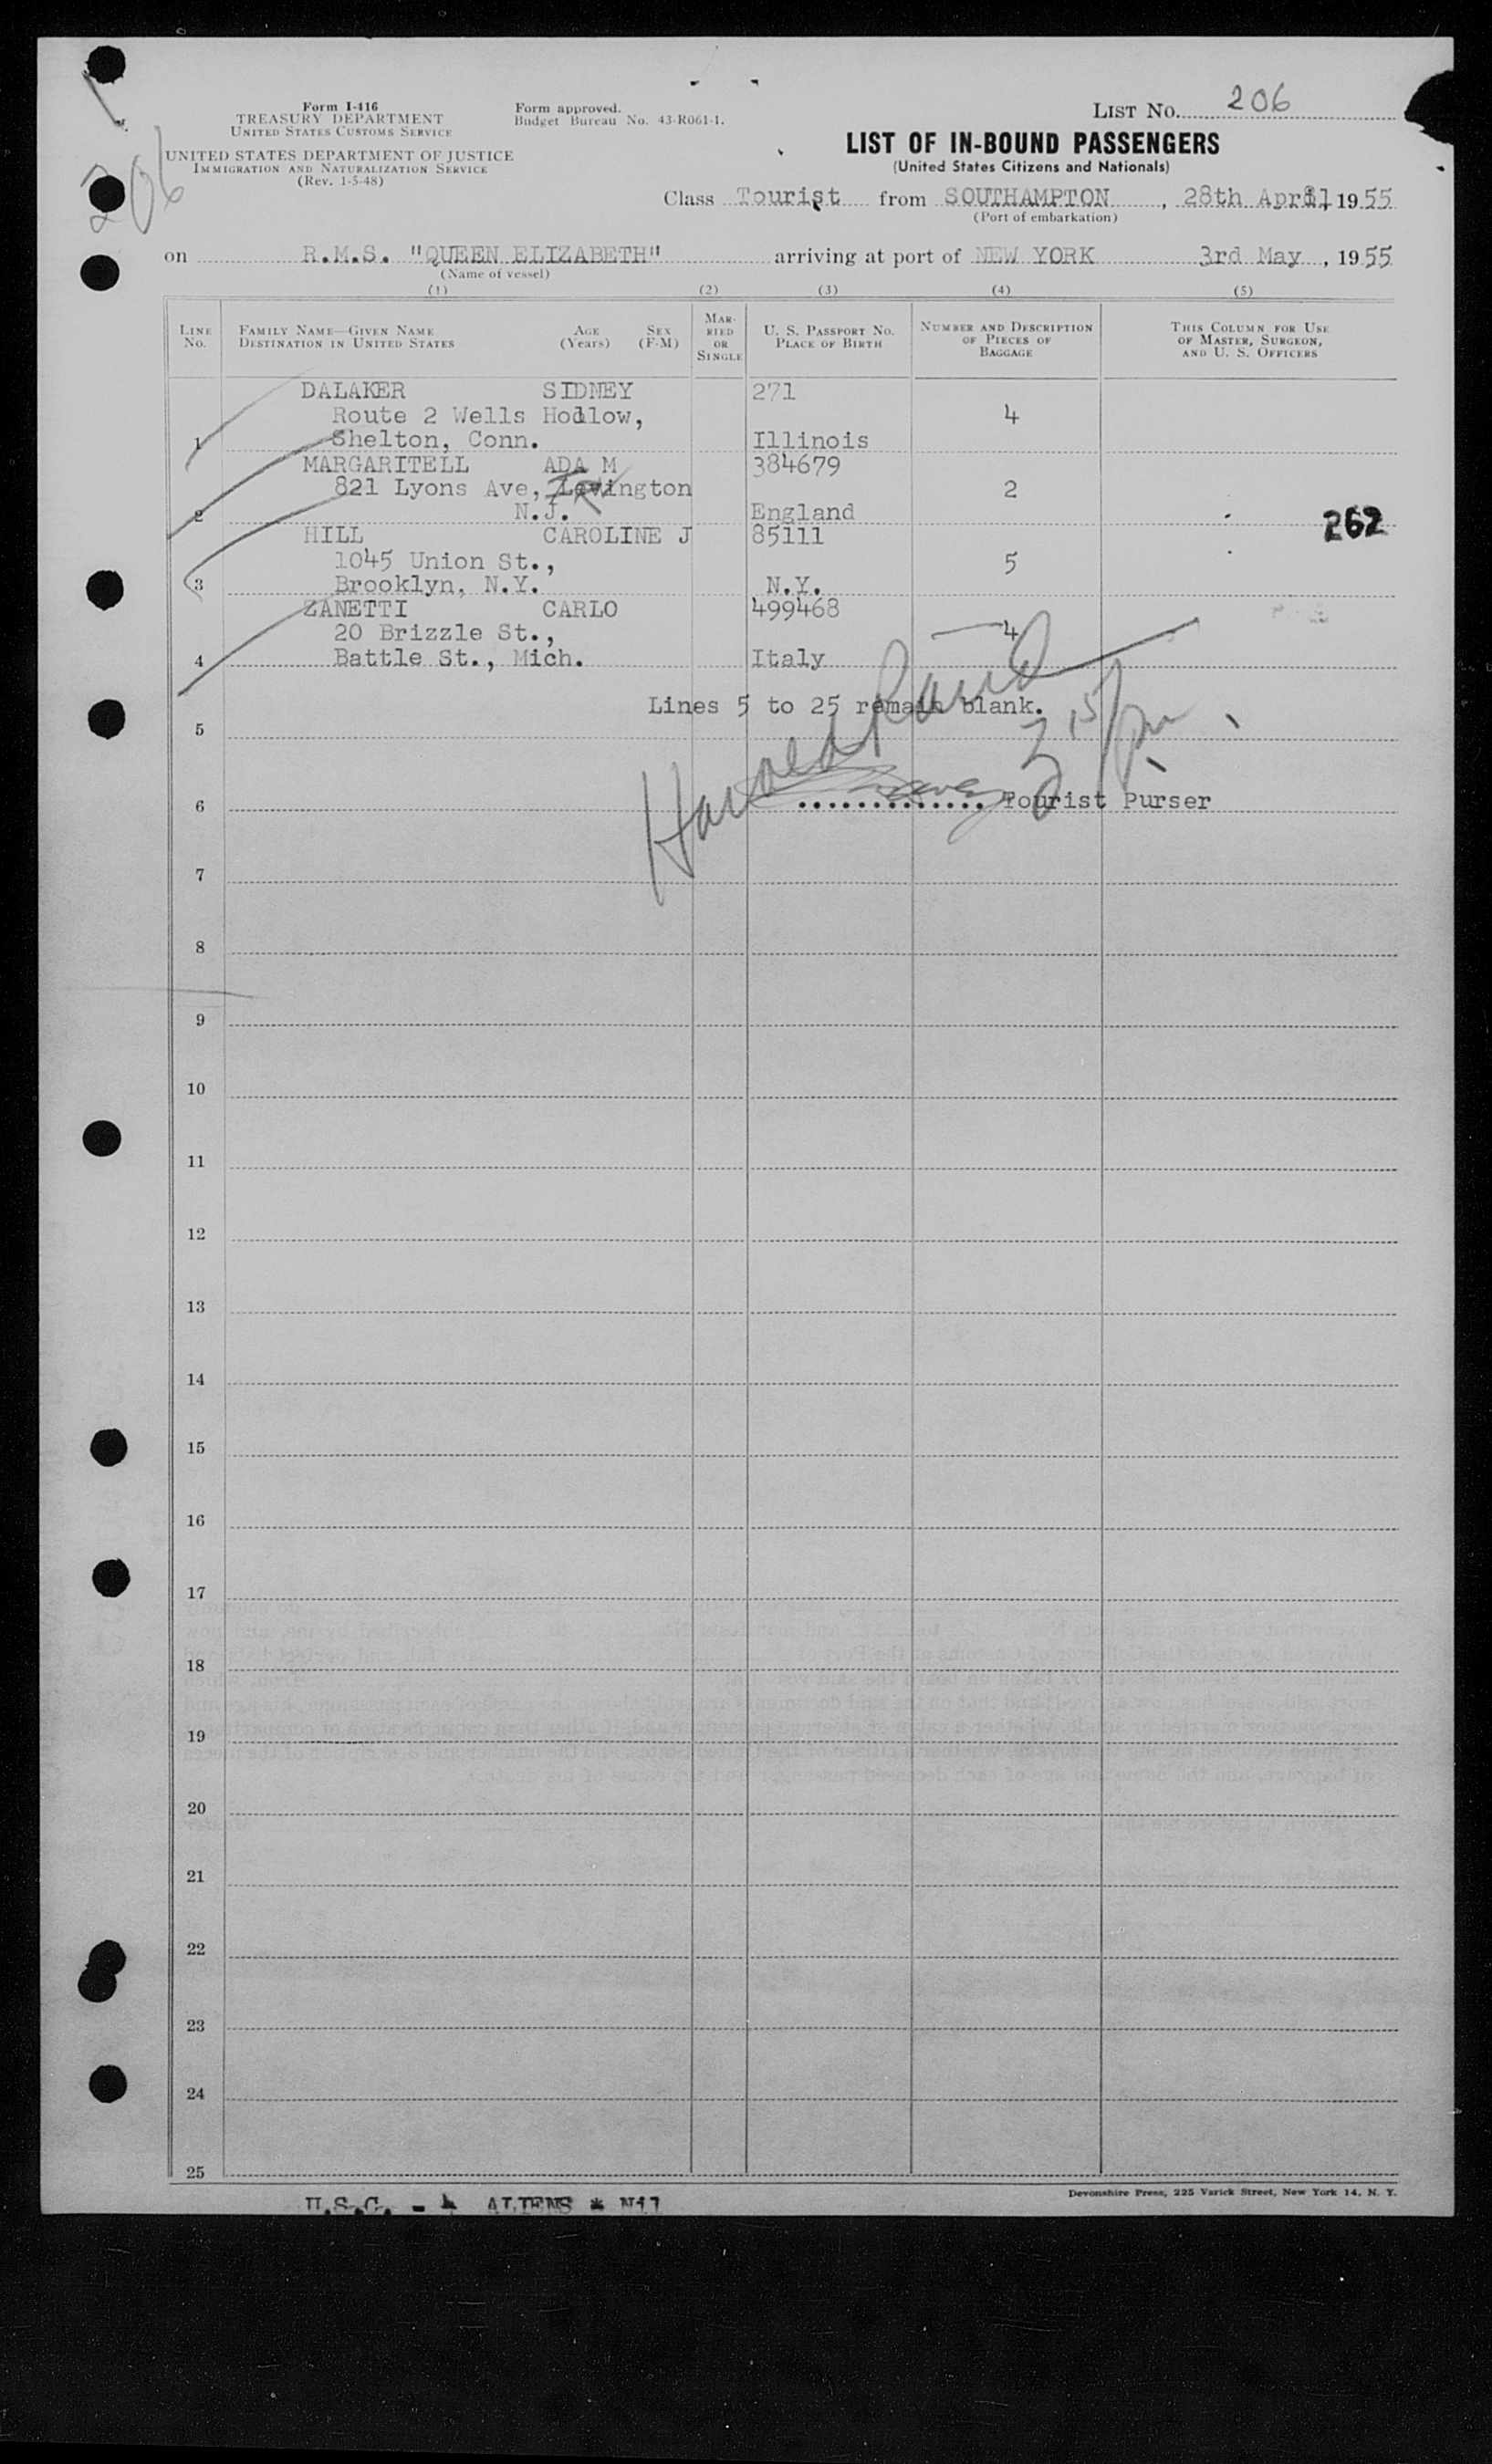 Form I-416
TREASURY DEPARTMENT
UNITED STATES CUSTOMS SERVICE
UNITED STATES DEPARTMENT OF JUSTICE
IMMIGRATION AND NATURALIZATION SERVICE
(Rev. 1-5-48)
Form approved.
Budget Bureau No. 43-R061-1.
LIST No. 206
LIST OF IN-BOUND PASSENGERS
(United States Citizens and Nationals)
206
Class Tourist from SOUTHAMPTON, 28th April, 1955
(Port of embarkation)
on R.M.S. "QUEEN ELIZABETH" arriving at port of NEW YORK 3rd May, 1955
(Name of vessel)
(1) (2) (3) (4) (5)
LINE No. FAMILY NAME—GIVEN NAME DESTINATION IN UNITED STATES AGE (Years) SEX (F-M) MARRIED OR SINGLE U. S. PASSPORT No. PLACE OF BIRTH NUMBER AND DESCRIPTION OF PIECES OF BAGGAGE THIS COLUMN FOR USE OF MASTER, SURGEON, AND U. S. OFFICERS
DALAKER SIDNEY 271
Route 2 Wells Hollow, 4
1 Shelton, Conn. Illinois
MARGARITELL ADA M 384679
821 Lyons Ave, Irvington 2
2 N.J. England 262
HILL CAROLINE J 85111
1045 Union St., 5
3 Brooklyn, N.Y. N.Y.
ZANETTI CARLO 499468
20 Brizzle St., 4
4 Battle St., Mich. Italy
Lines 5 to 25 remain blank.
5
Harold
315 pm
6 Tourist Purser
7
8
9
10
11
12
13
14
15
16
17
18
19
20
21
22
23
24
25
U.S.C. - 4 ALIENS * Nil
Devonshire Press, 225 Varick Street, New York 14, N. Y.